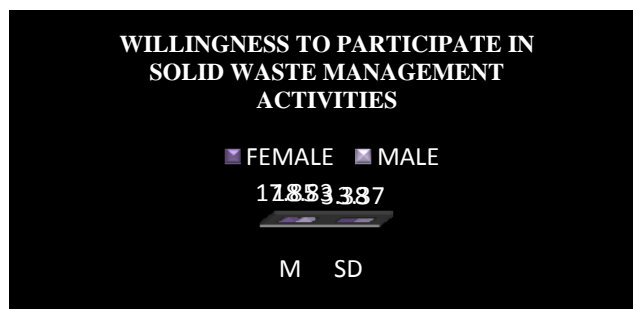 WILLINGNESS TO PARTICIPATE IN
SOLID WASTE MANAGEMENT
ACTIVITIES
FEMALE MALE
M SD